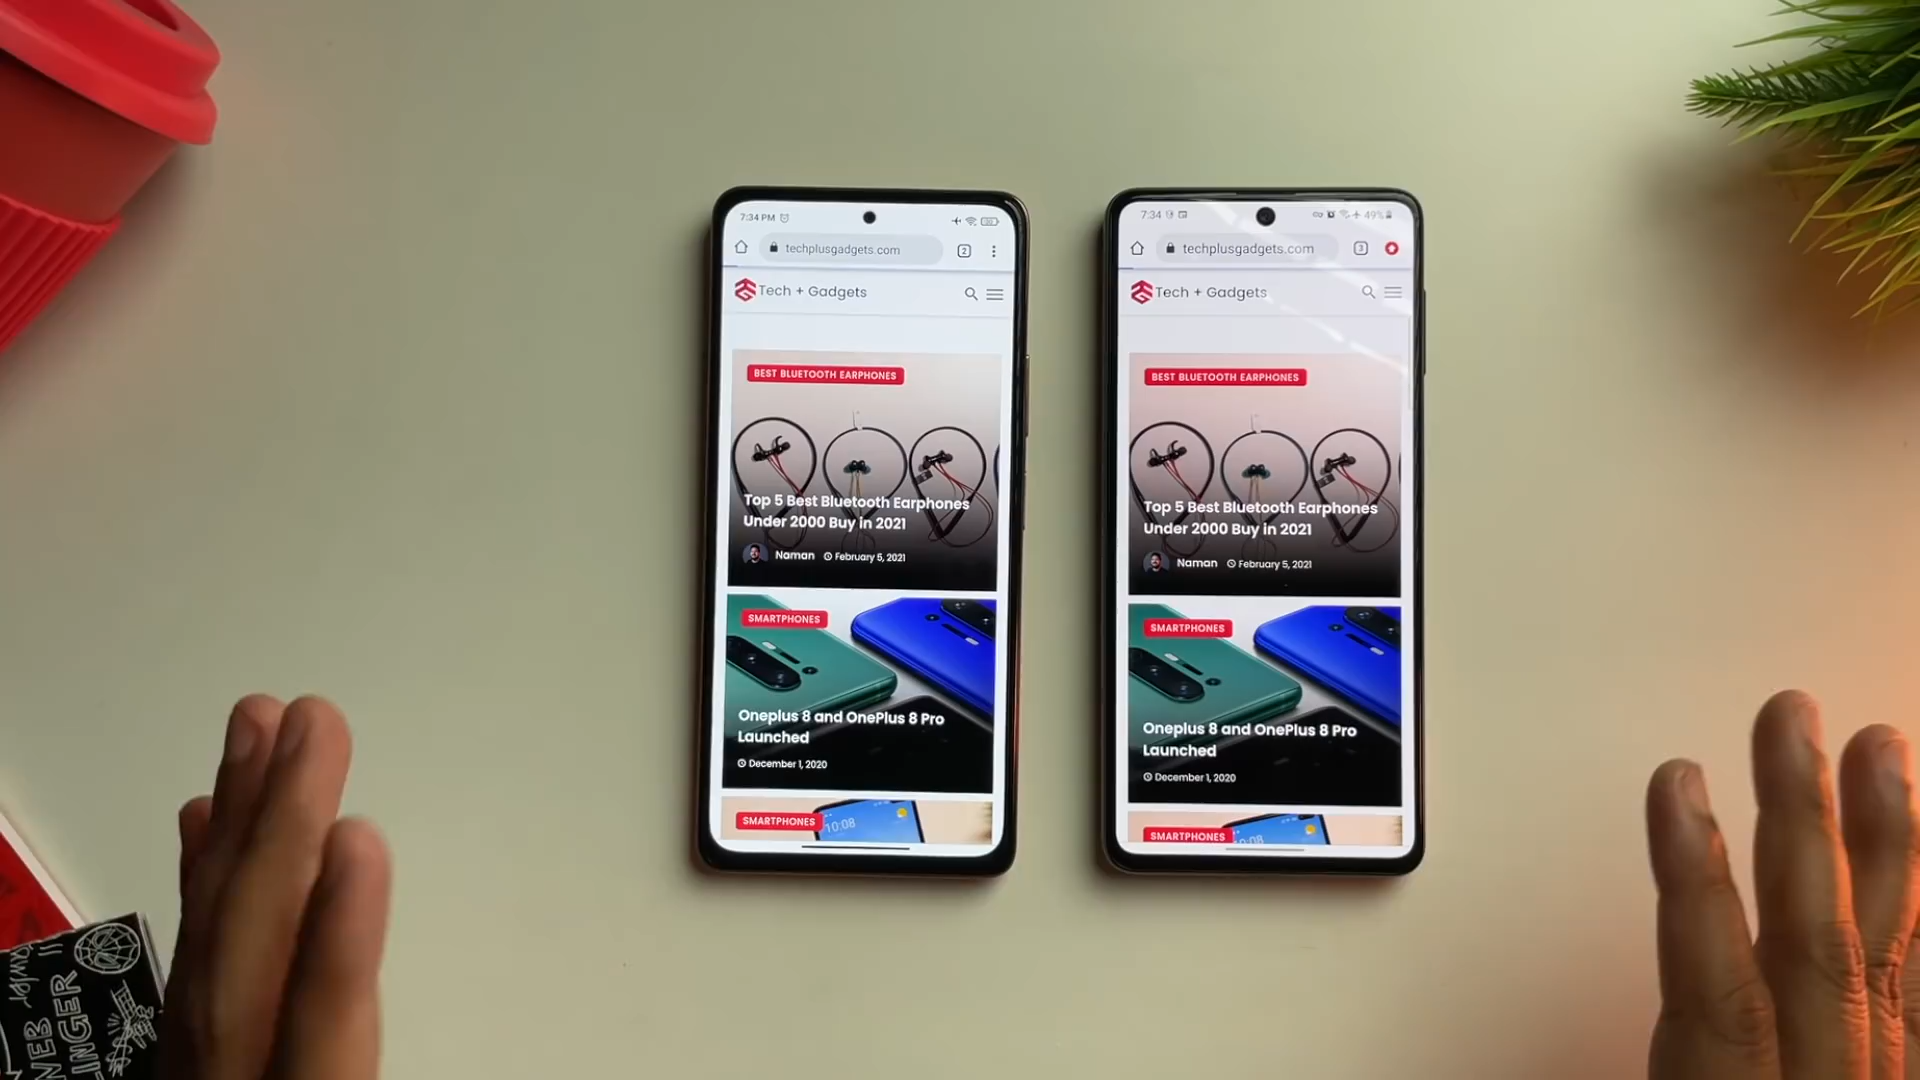 7:34 PM
techplusgadgets.com
2
Tech + Gadgets
BEST BLUETOOTH EARPHONES
Top 5 Best Bluetooth Earphones
Under 2000 Buy in 2021
Naman
February 5, 2021
SMARTPHONES
Oneplus 8 and OnePlus 8 Pro
Launched
December 1, 2020
SMARTPHONES
10:08
7:34
49%
techplusgadgets.com
3
Tech + Gadgets
BEST BLUETOOTH EARPHONES
Top 5 Best Bluetooth Earphones
Under 2000 Buy in 2021
Naman
February 5, 2021
SMARTPHONES
Oneplus 8 and OnePlus 8 Pro
Launched
December 1, 2020
SMARTPHONES
10:08